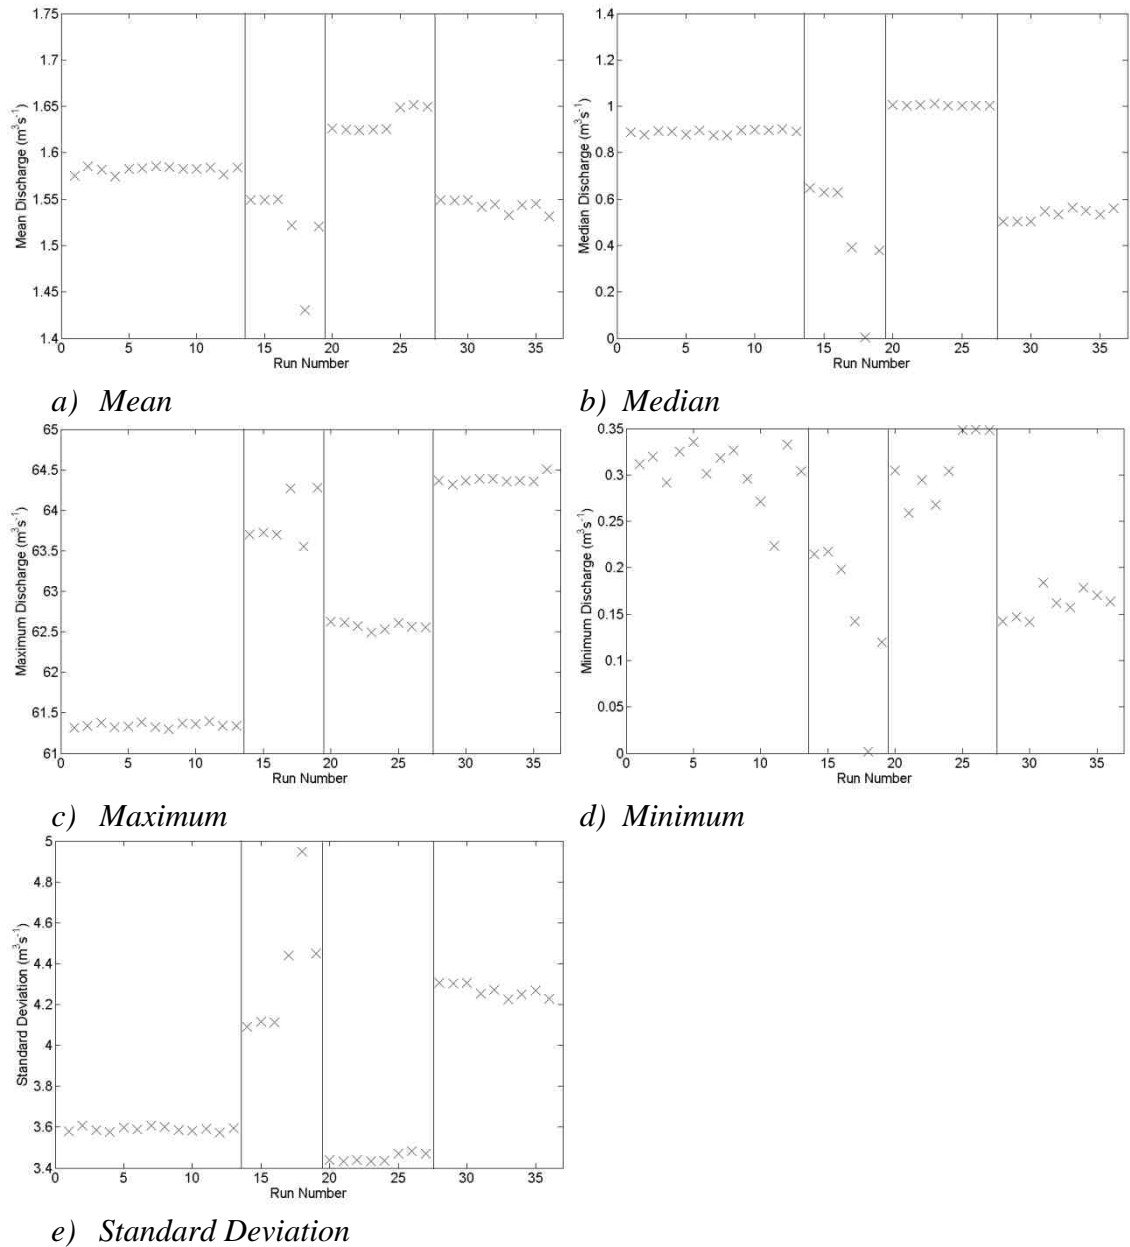 1.75
1.7
1.65
1.6
1.55
1.5
1.45
1.4
Mean Discharge (m³s⁻¹)
0 5 10 15 20 25 30 35
Run Number
a) Mean
1.4
1.2
1
0.8
0.6
0.4
0.2
0
Median Discharge (m³s⁻¹)
0 5 10 15 20 25 30 35
Run Number
b) Median
65
64.5
64
63.5
63
62.5
62
61.5
61
Maximum Discharge (m³s⁻¹)
0 5 10 15 20 25 30 35
Run Number
c) Maximum
0.35
0.3
0.25
0.2
0.15
0.1
0.05
0
Minimum Discharge (m³s⁻¹)
0 5 10 15 20 25 30 35
Run Number
d) Minimum
5
4.8
4.6
4.4
4.2
4
3.8
3.6
3.4
Standard Deviation (m³s⁻¹)
0 5 10 15 20 25 30 35
Run Number
e) Standard Deviation